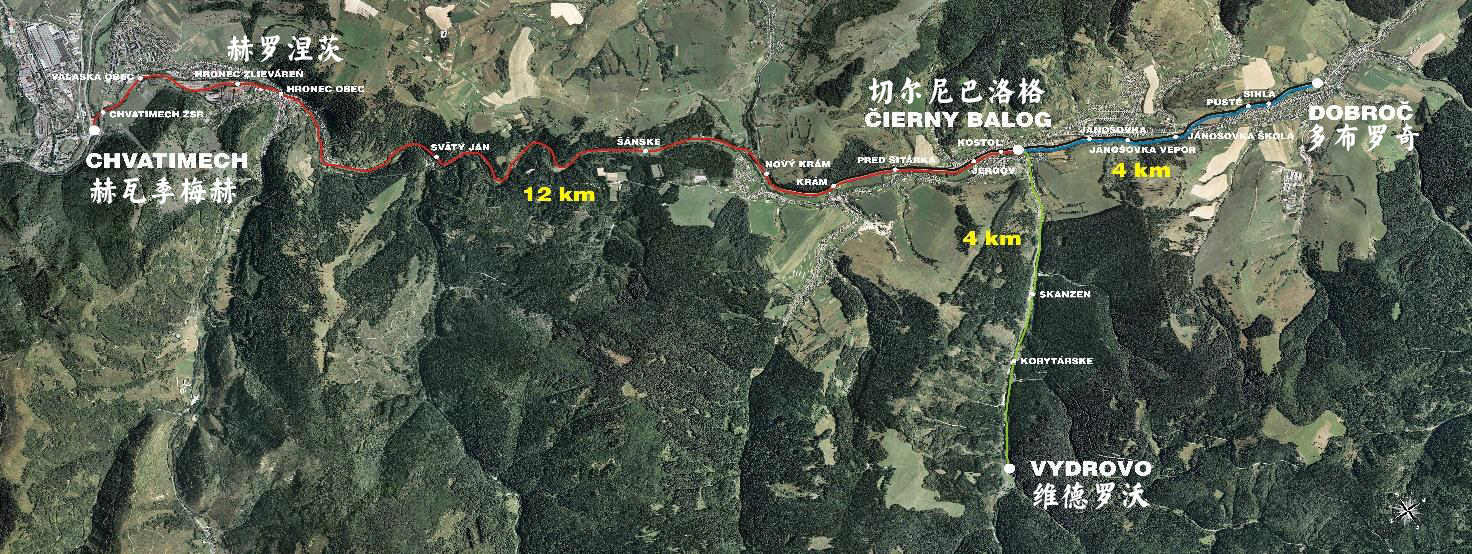 赫罗涅茨
VALASKÁ OBEC
HRONEC ZLIEVÁREŇ
HRONEC OBEC
CHVATIMECH ŽSR
CHVATIMECH
赫瓦季梅赫
SVÄTÝ JÁN
12 km
ŠÁNSKE
NOVÝ KRÁM
KRÁM
PRED ŠITÁRKA
切尔尼巴洛格
ČIERNY BALOG
KOSTOL
JERGOV
JÁNOŠOVKA
JÁNOŠOVKA VEPOR
JÁNOŠOVKA ŠKOLA
4 km
PUSTÉ
SIHLA
DOBROČ
多布罗奇
4 km
SKANZEN
KORYTÁRSKE
VYDROVO
维德罗沃